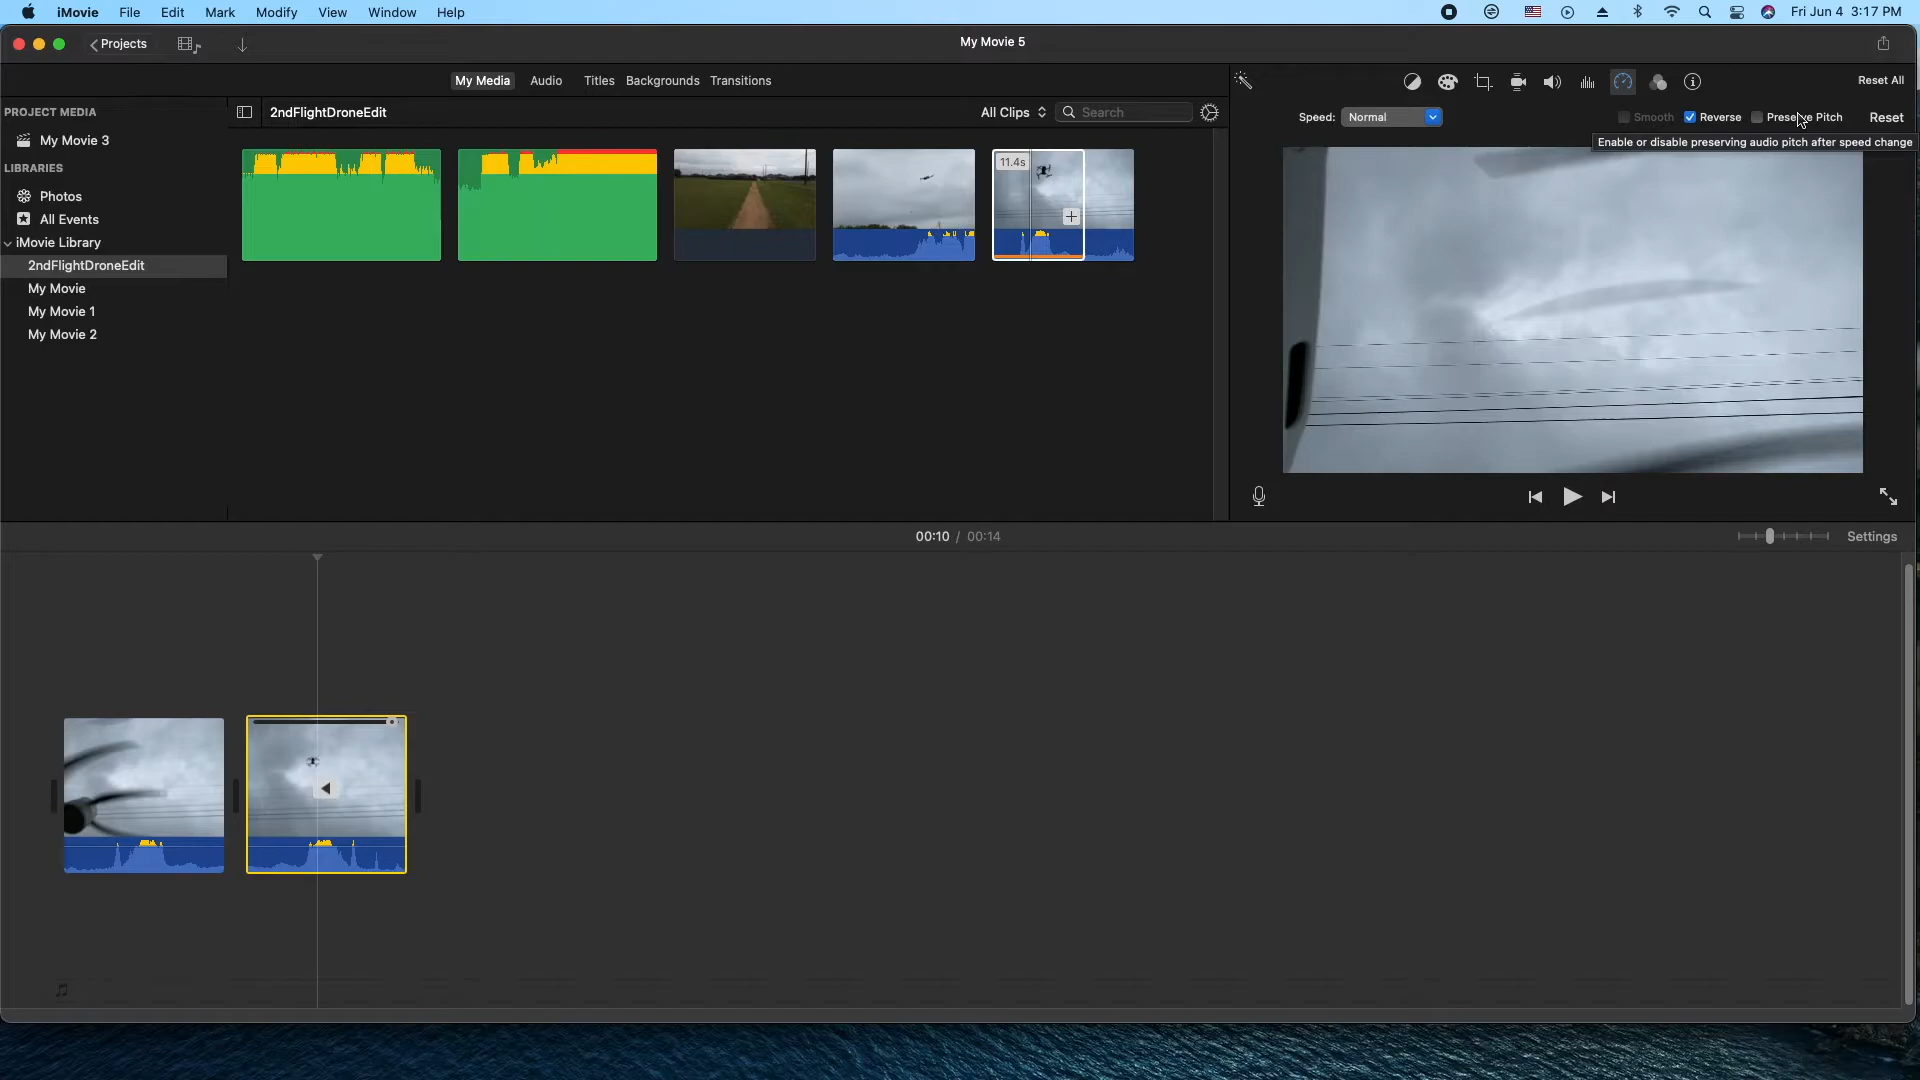 iMovie File Edit Mark Modify View Window Help Fri Jun 4 3:17 PM
Projects My Movie 5
My Media Audio Titles Backgrounds Transitions Reset All
PROJECT MEDIA 2ndFlightDroneEdit All Clips Search Speed: Normal Smooth Reverse Preserve Pitch Reset
My Movie 3 Enable or disable preserving audio pitch after speed change
LIBRARIES 11.4s
Photos
All Events
iMovie Library
2ndFlightDroneEdit
My Movie
My Movie 1
My Movie 2
00:10 / 00:14 Settings